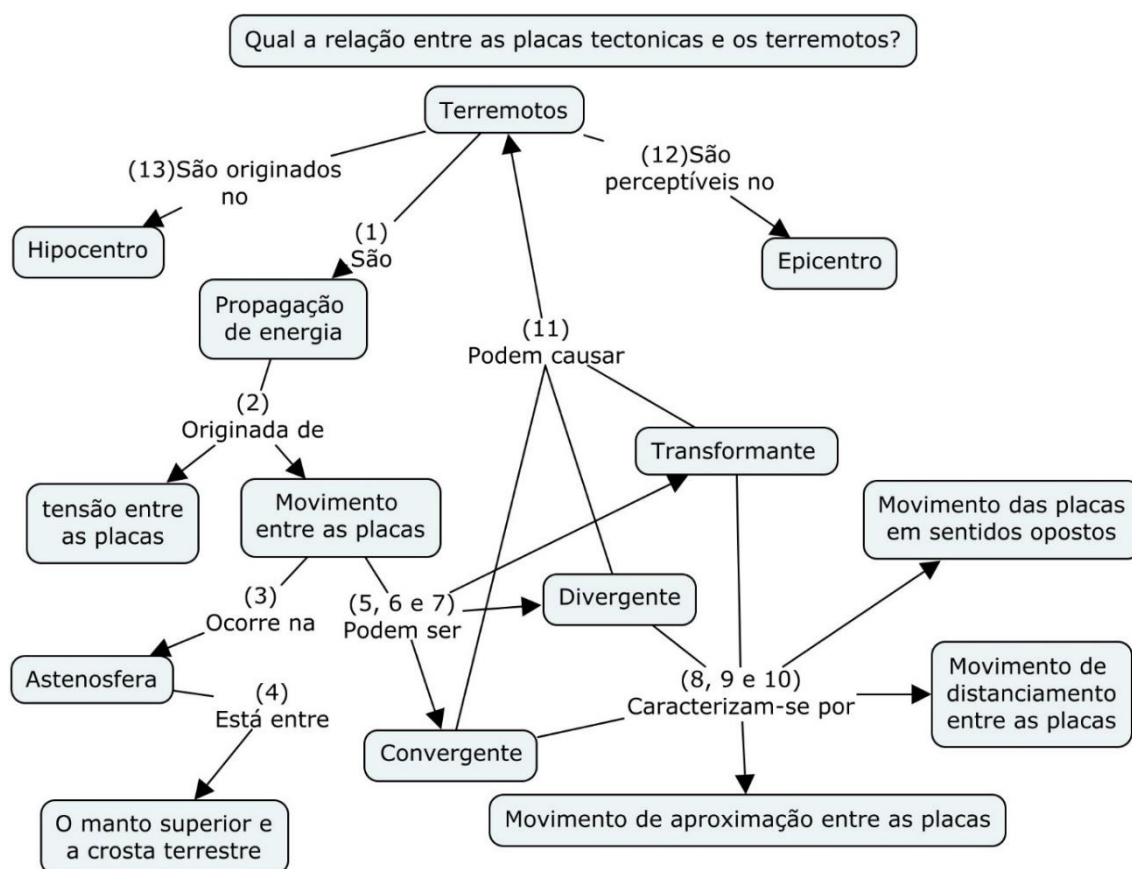 Qual a relação entre as placas tectonicas e os terremotos?
Terremotos
(13)São originados
no
(12)São
perceptíveis no
Hipocentro
(1)
São
Epicentro
Propagação
de energia
(11)
Podem causar
(2)
Originada de
Transformante
tensão entre
as placas
Movimento
entre as placas
Movimento das placas
em sentidos opostos
(3)
Ocorre na
(5, 6 e 7)
Podem ser
Divergente
Astenosfera
(4)
Está entre
(8, 9 e 10)
Caracterizam-se por
Movimento de
distanciamento
entre as placas
Convergente
O manto superior e
a crosta terrestre
Movimento de aproximação entre as placas